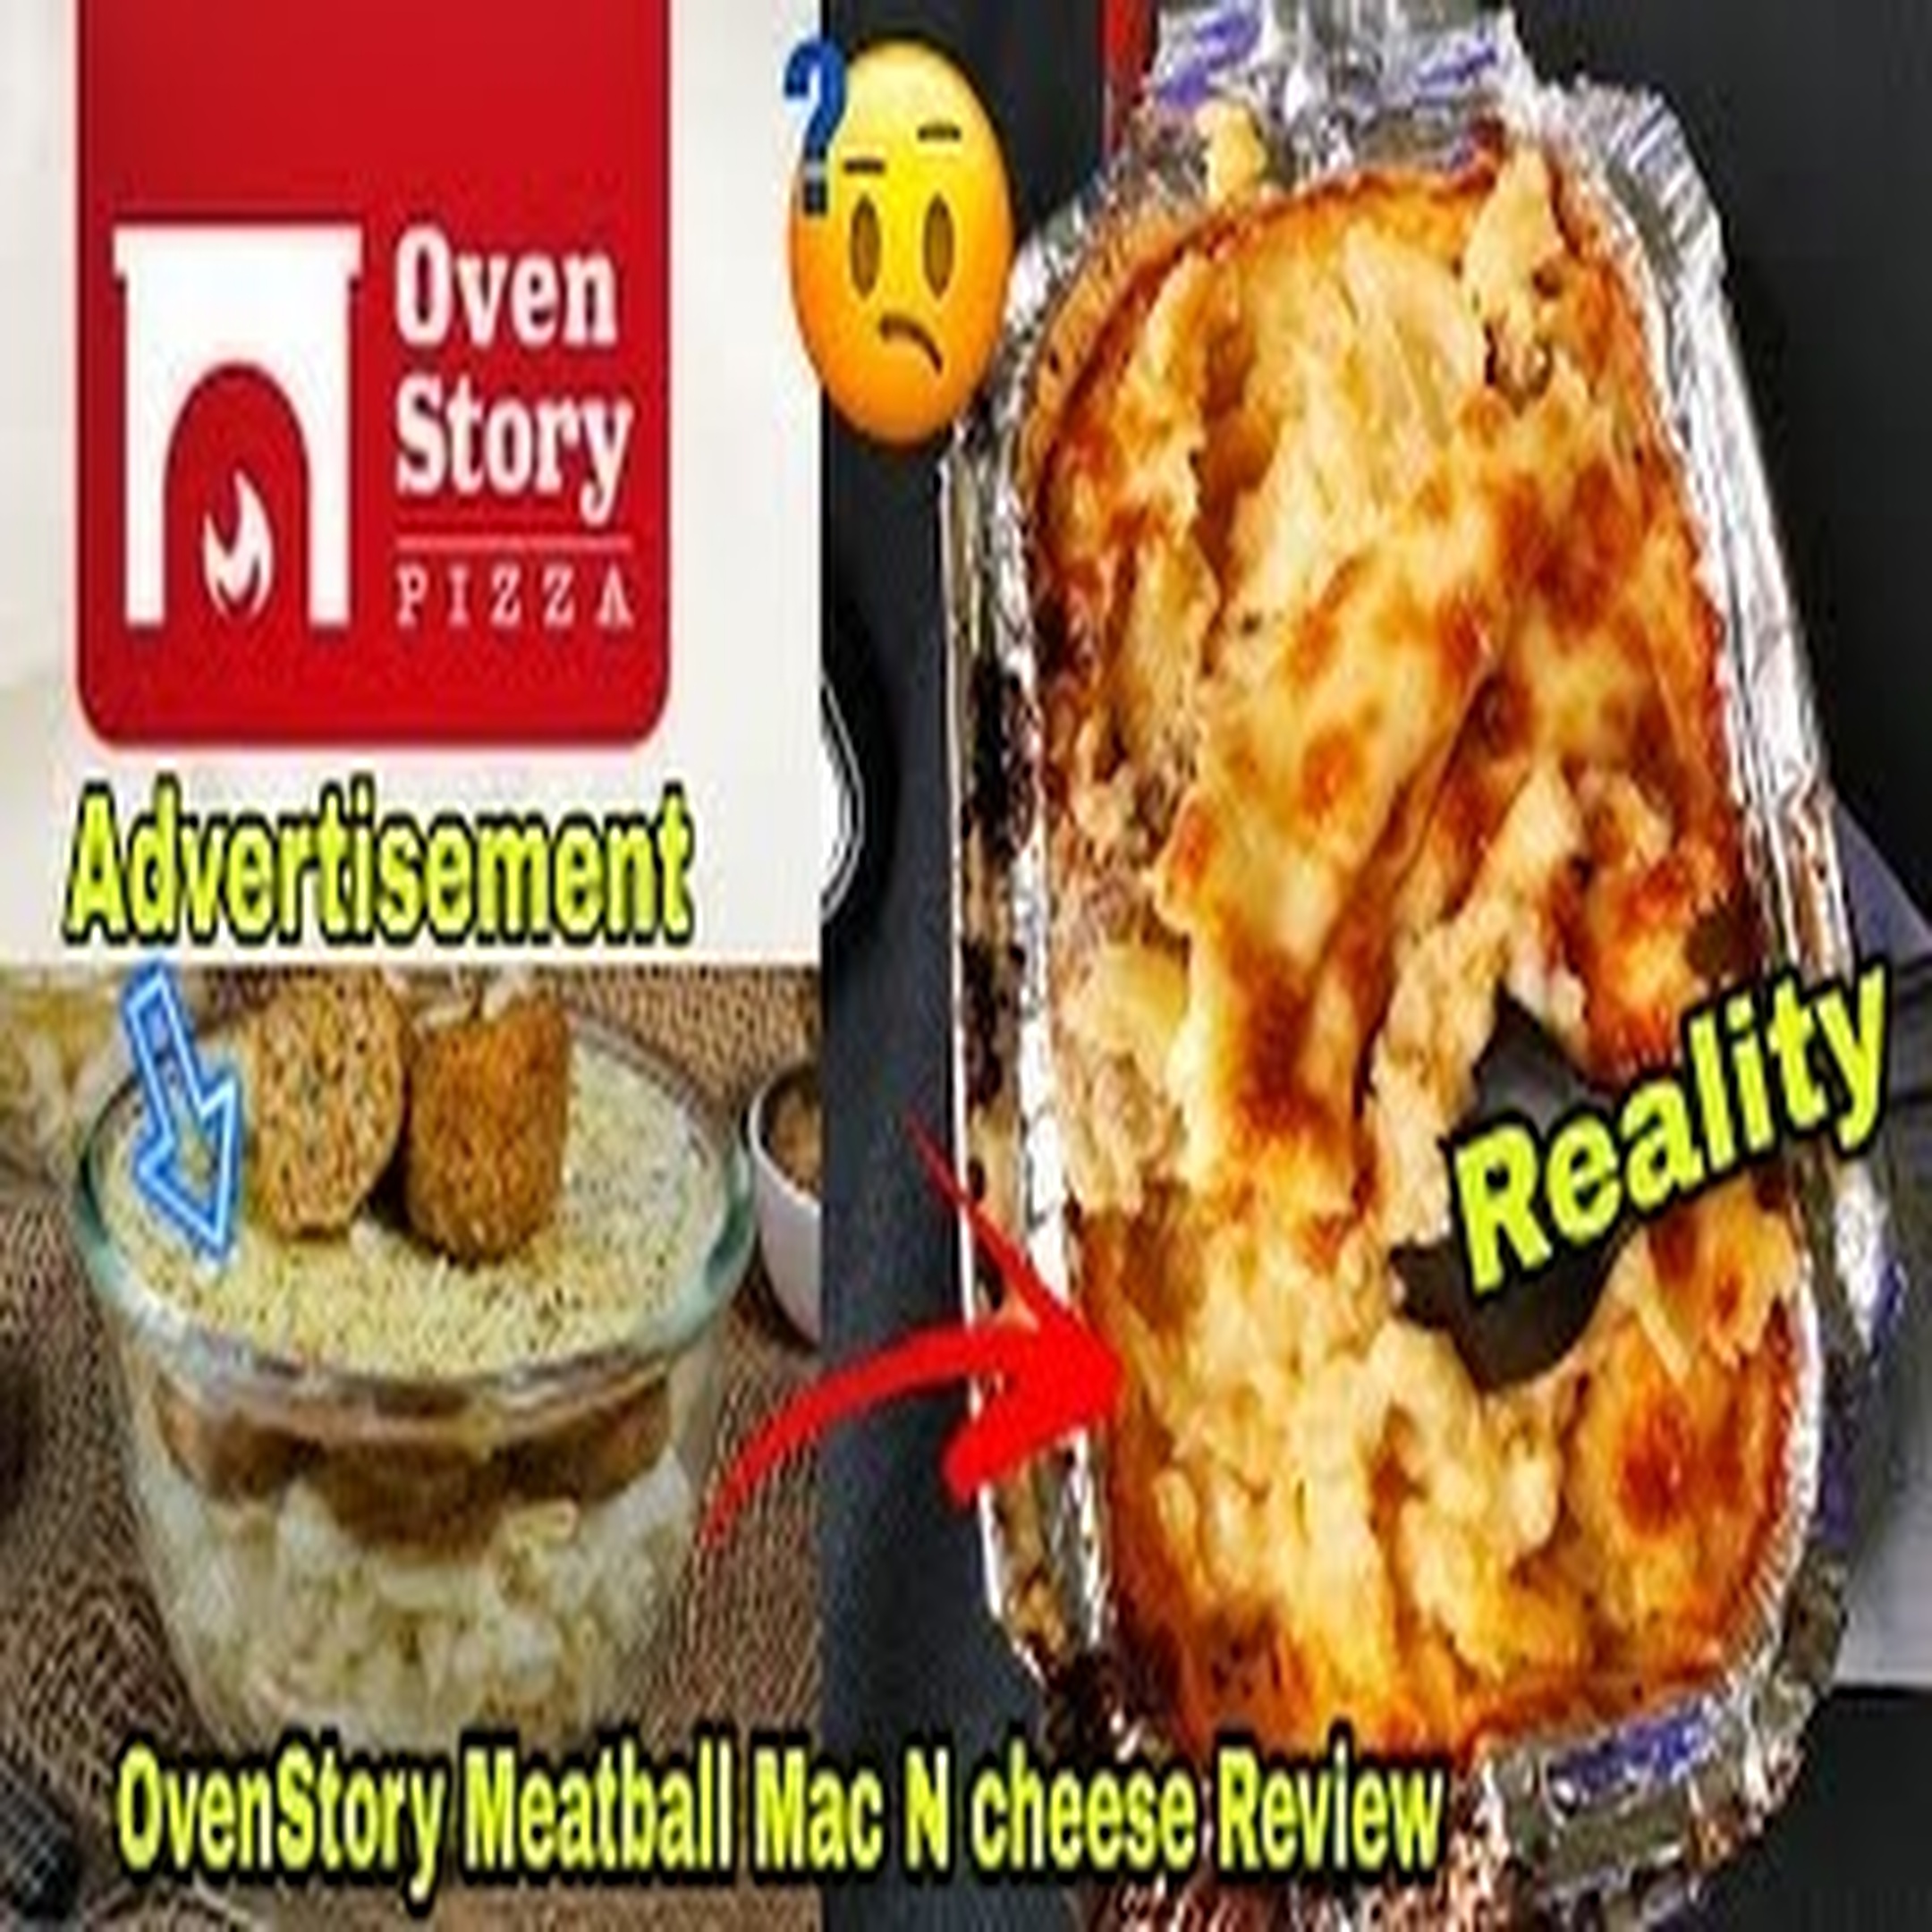 Oven
Story
PIZZA
?
Advertisement
Reality
OvenStory Meatball Mac N cheese Review